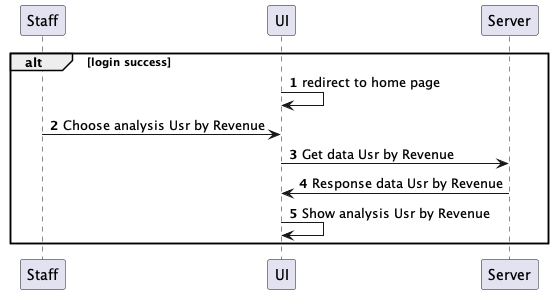 Staff UI Server
alt [login success]
1 redirect to home page
2 Choose analysis Usr by Revenue
3 Get data Usr by Revenue
4 Response data Usr by Revenue
5 Show analysis Usr by Revenue
Staff UI Server